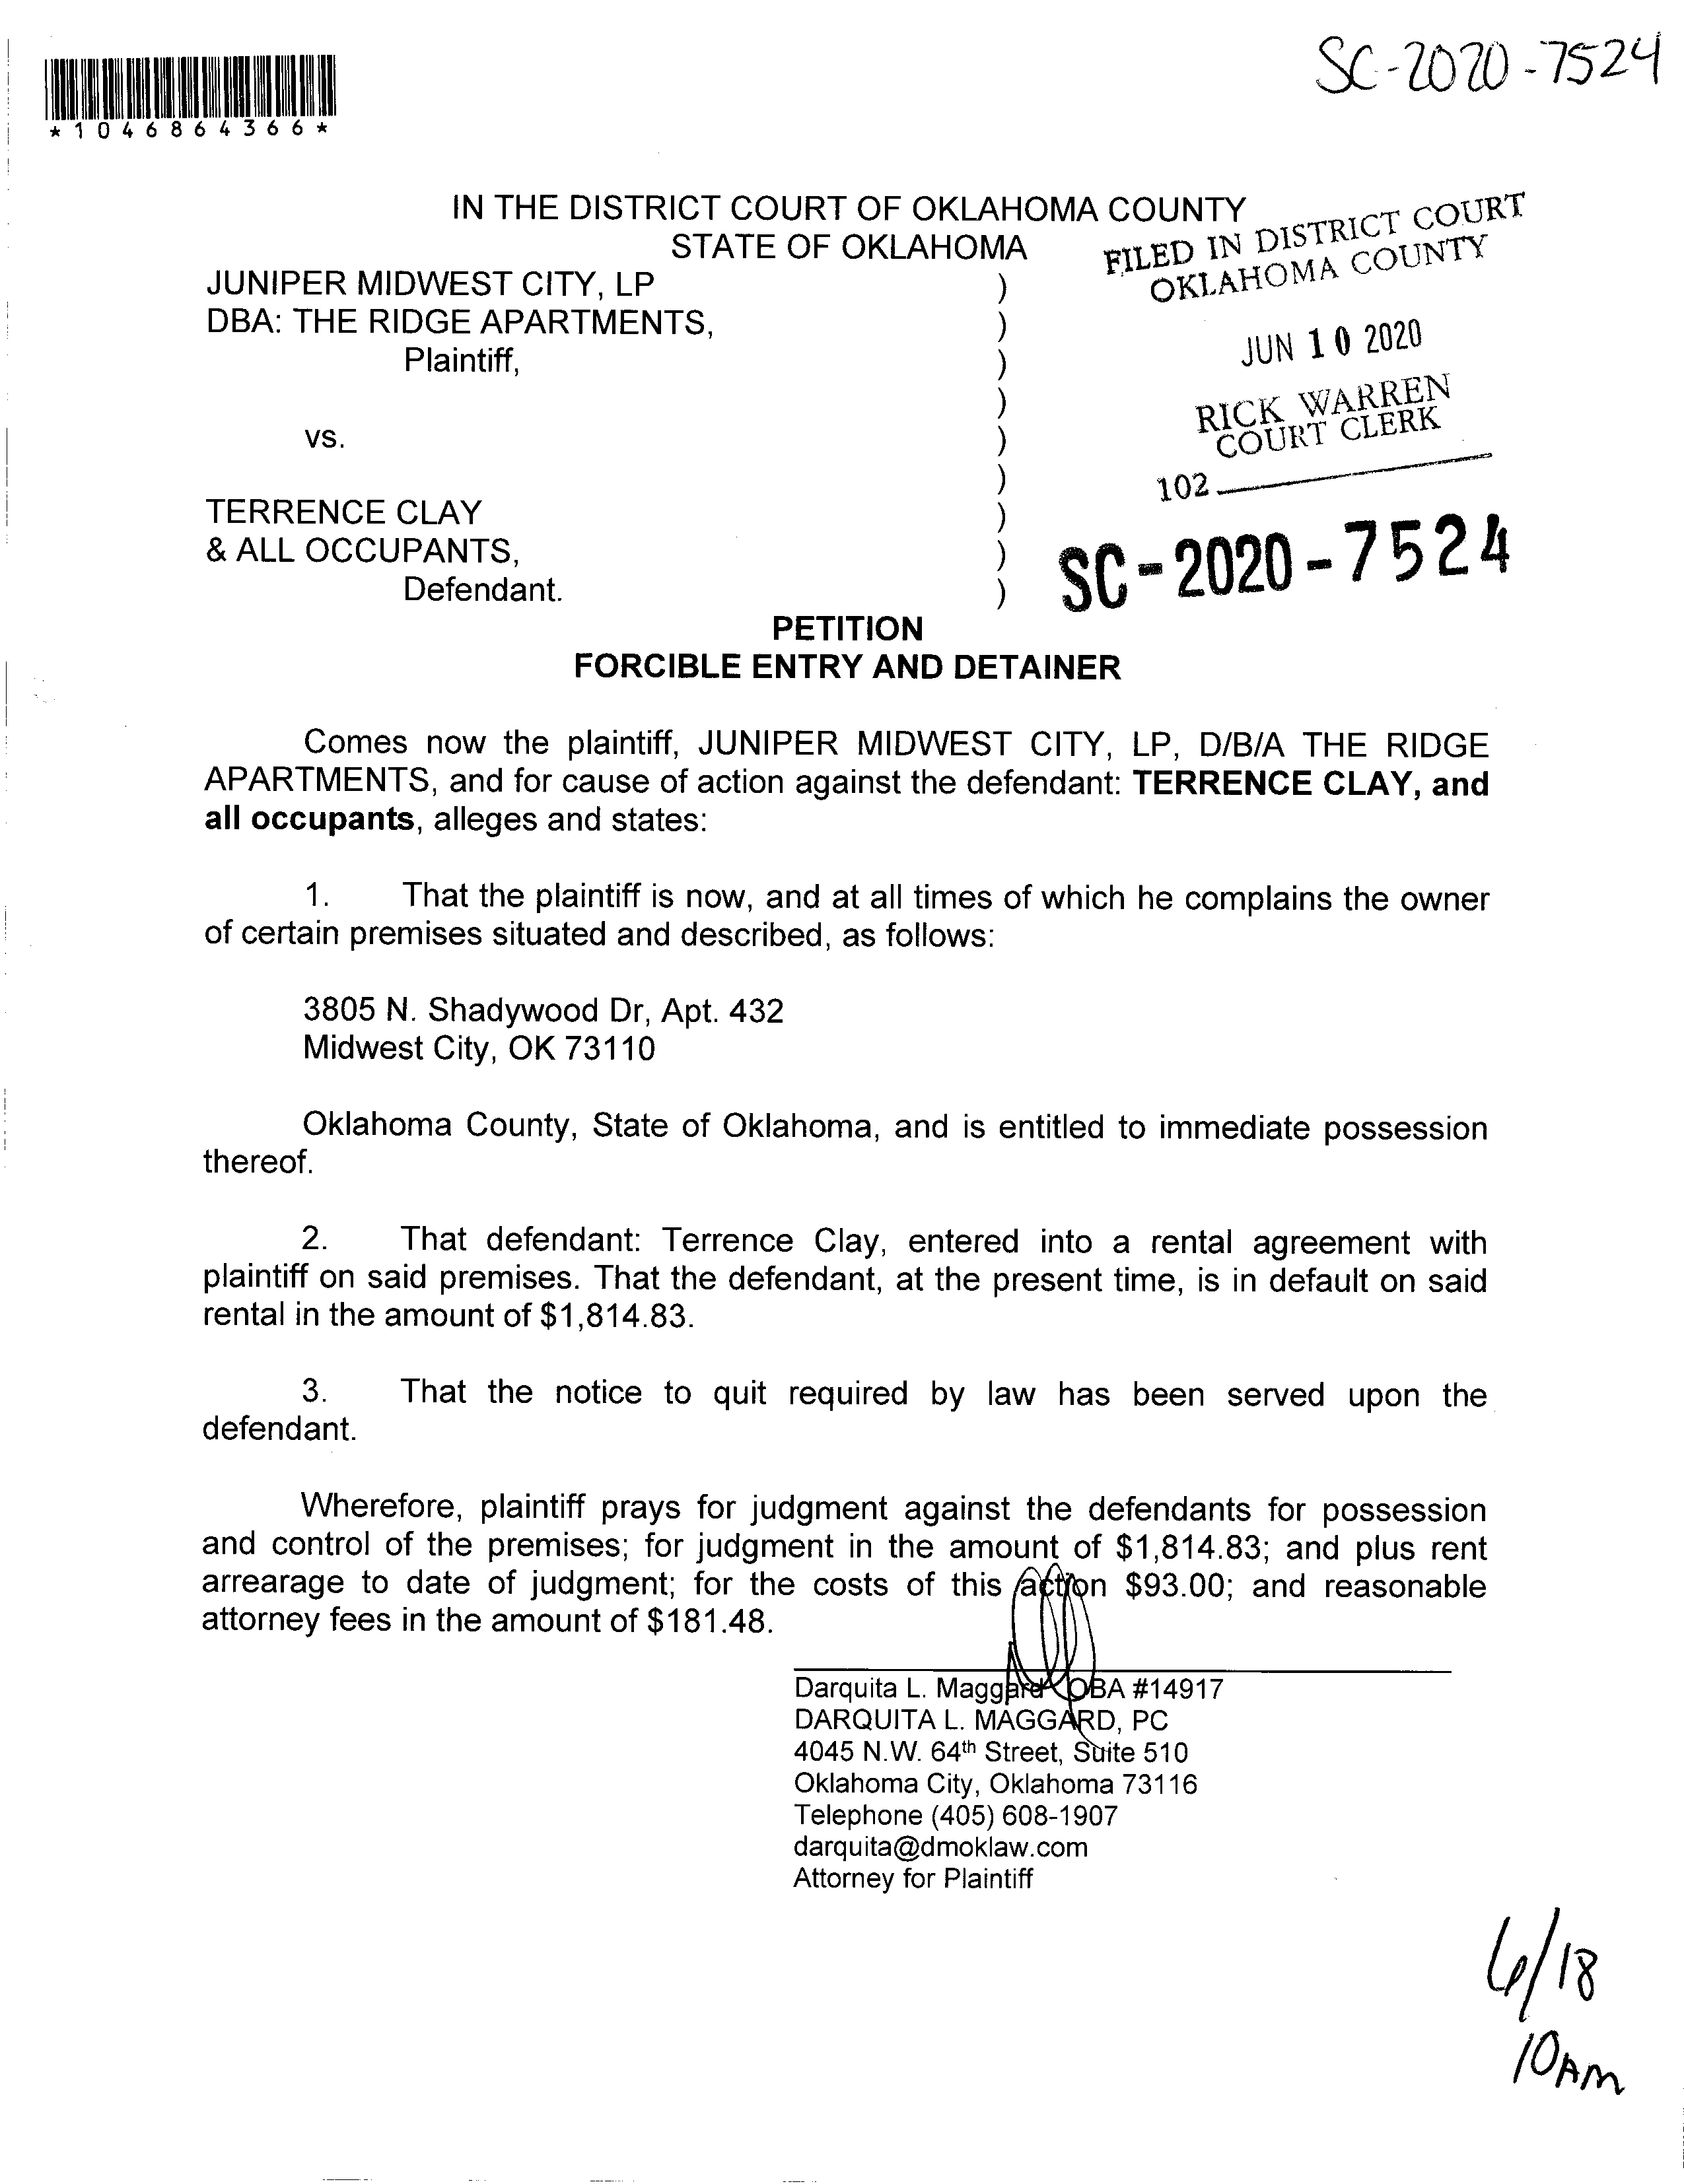 SC-2020-7524
*1046864366*
IN THE DISTRICT COURT OF OKLAHOMA COUNTY
STATE OF OKLAHOMA
FILED IN DISTRICT COURT
OKLAHOMA COUNTY
JUN 10 2020
RICK WARREN
COURT CLERK
102
SC-2020-7524
JUNIPER MIDWEST CITY, LP )
DBA: THE RIDGE APARTMENTS, )
Plaintiff, )
)
vs. )
)
TERRENCE CLAY )
& ALL OCCUPANTS, )
Defendant. )
PETITION
FORCIBLE ENTRY AND DETAINER
Comes now the plaintiff, JUNIPER MIDWEST CITY, LP, D/B/A THE RIDGE
APARTMENTS, and for cause of action against the defendant: TERRENCE CLAY, and
all occupants, alleges and states:
1. That the plaintiff is now, and at all times of which he complains the owner
of certain premises situated and described, as follows:
3805 N. Shadywood Dr, Apt. 432
Midwest City, OK 73110
Oklahoma County, State of Oklahoma, and is entitled to immediate possession
thereof.
2. That defendant: Terrence Clay, entered into a rental agreement with
plaintiff on said premises. That the defendant, at the present time, is in default on said
rental in the amount of $1,814.83.
3. That the notice to quit required by law has been served upon the
defendant.
Wherefore, plaintiff prays for judgment against the defendants for possession
and control of the premises; for judgment in the amount of $1,814.83; and plus rent
arrearage to date of judgment; for the costs of this action $93.00; and reasonable
attorney fees in the amount of $181.48.
Darquita L. Maggard OBA #14917
DARQUITA L. MAGGARD, PC
4045 N.W. 64th Street, Suite 510
Oklahoma City, Oklahoma 73116
Telephone (405) 608-1907
darquita@dmoklaw.com
Attorney for Plaintiff
6/18
10AM